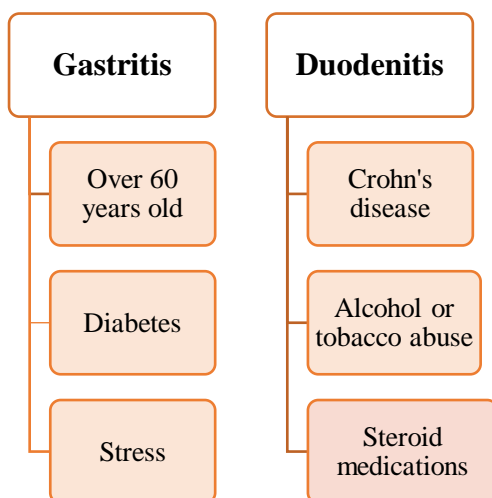 Gastritis
Over 60
years old
Diabetes
Stress
Duodenitis
Crohn's
disease
Alcohol or
tobacco abuse
Steroid
medications